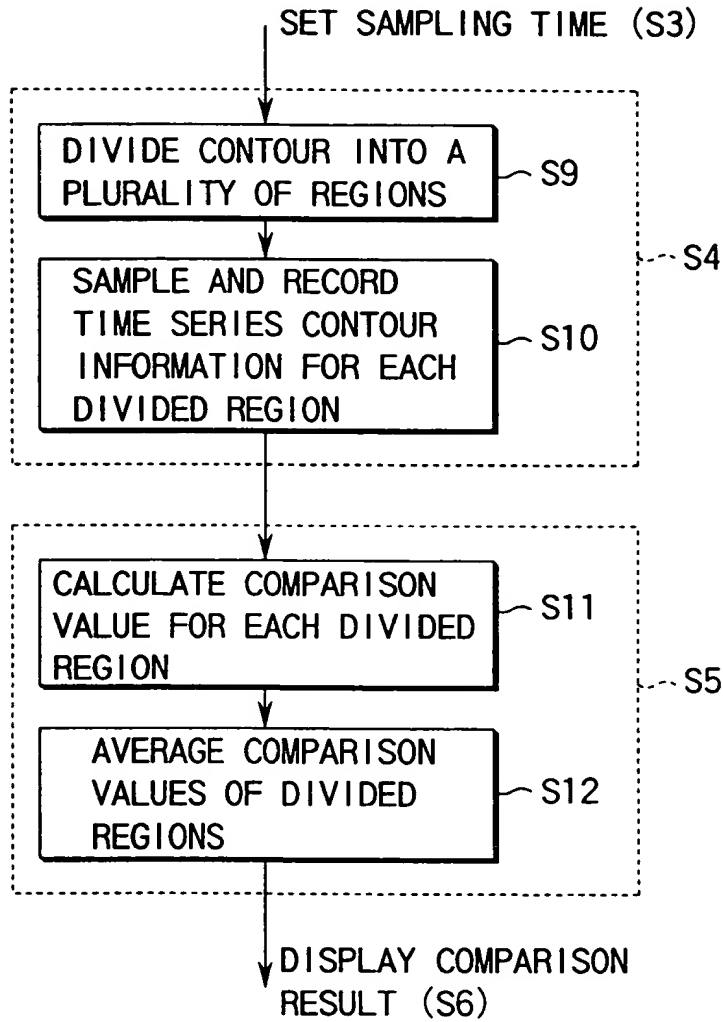 SET SAMPLING TIME (S3)
DIVIDE CONTOUR INTO A
PLURALITY OF REGIONS
S9
S4
SAMPLE AND RECORD
TIME SERIES CONTOUR
INFORMATION FOR EACH
DIVIDED REGION
S10
CALCULATE COMPARISON
VALUE FOR EACH DIVIDED
REGION
S11
S5
AVERAGE COMPARISON
VALUES OF DIVIDED
REGIONS
S12
DISPLAY COMPARISON
RESULT (S6)